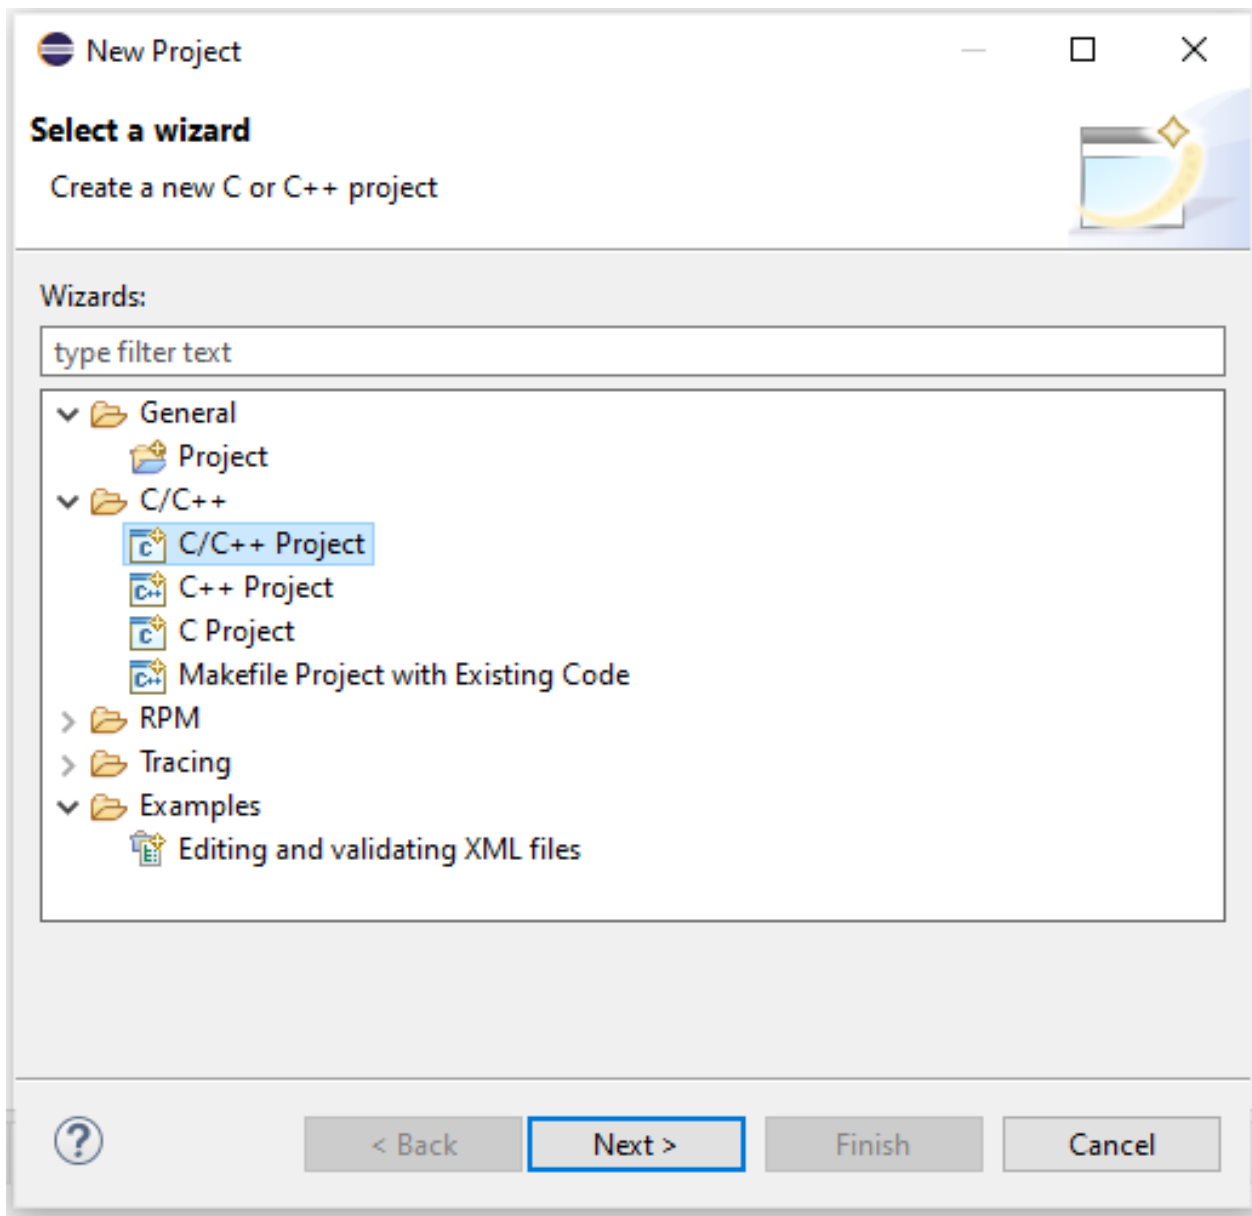 New Project
Select a wizard
Create a new C or C++ project
Wizards:
type filter text
General
Project
C/C++
C/C++ Project
C++ Project
C Project
Makefile Project with Existing Code
RPM
Tracing
Examples
Editing and validating XML files
< Back Next > Finish Cancel